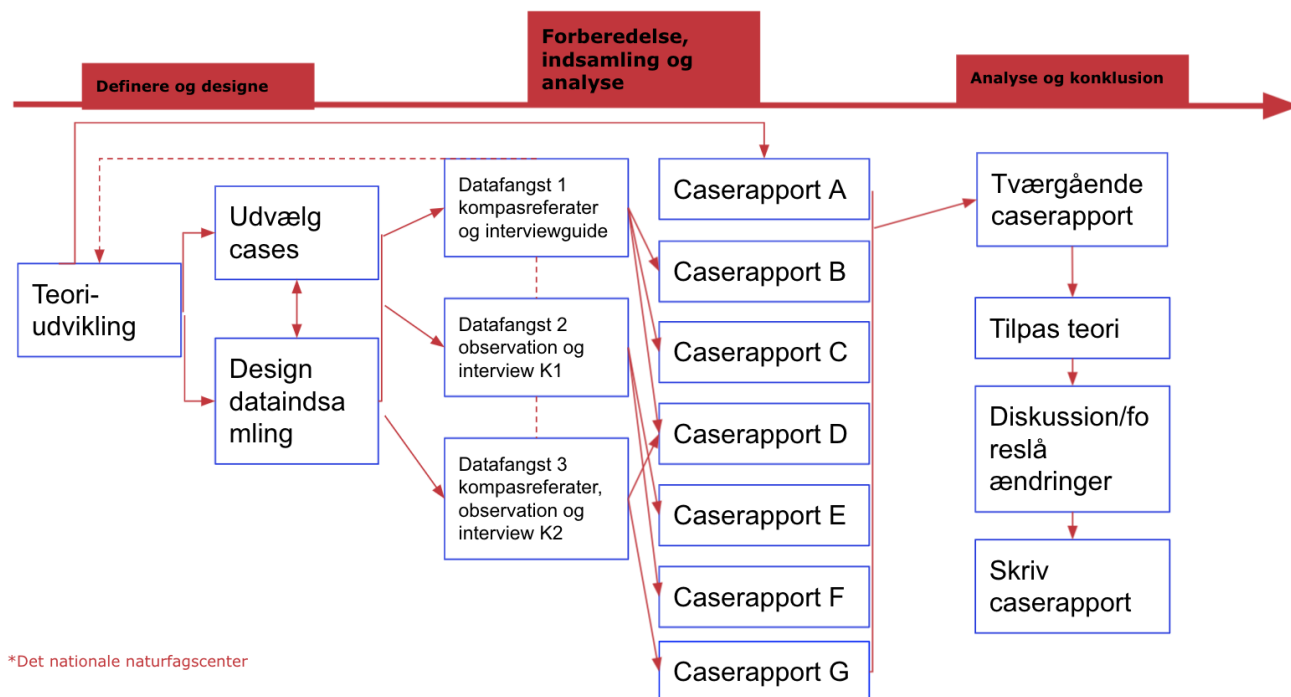 Definere og designe
Forberedelse,
indsamling og
analyse
Analyse og konklusion
Teori-
udvikling
Udvælg
cases
Design
dataindsa
mling
Datafangst 1
kompasreferater
og interviewguide
Datafangst 2
observation og
interview K1
Datafangst 3
kompasreferater,
observation og
interview K2
Caserapport A
Caserapport B
Caserapport C
Caserapport D
Caserapport E
Caserapport F
Caserapport G
Tværgående
caserapport
Tilpas teori
Diskussion/fo
reslå
ændringer
Skriv
caserapport
*Det nationale naturfagscenter